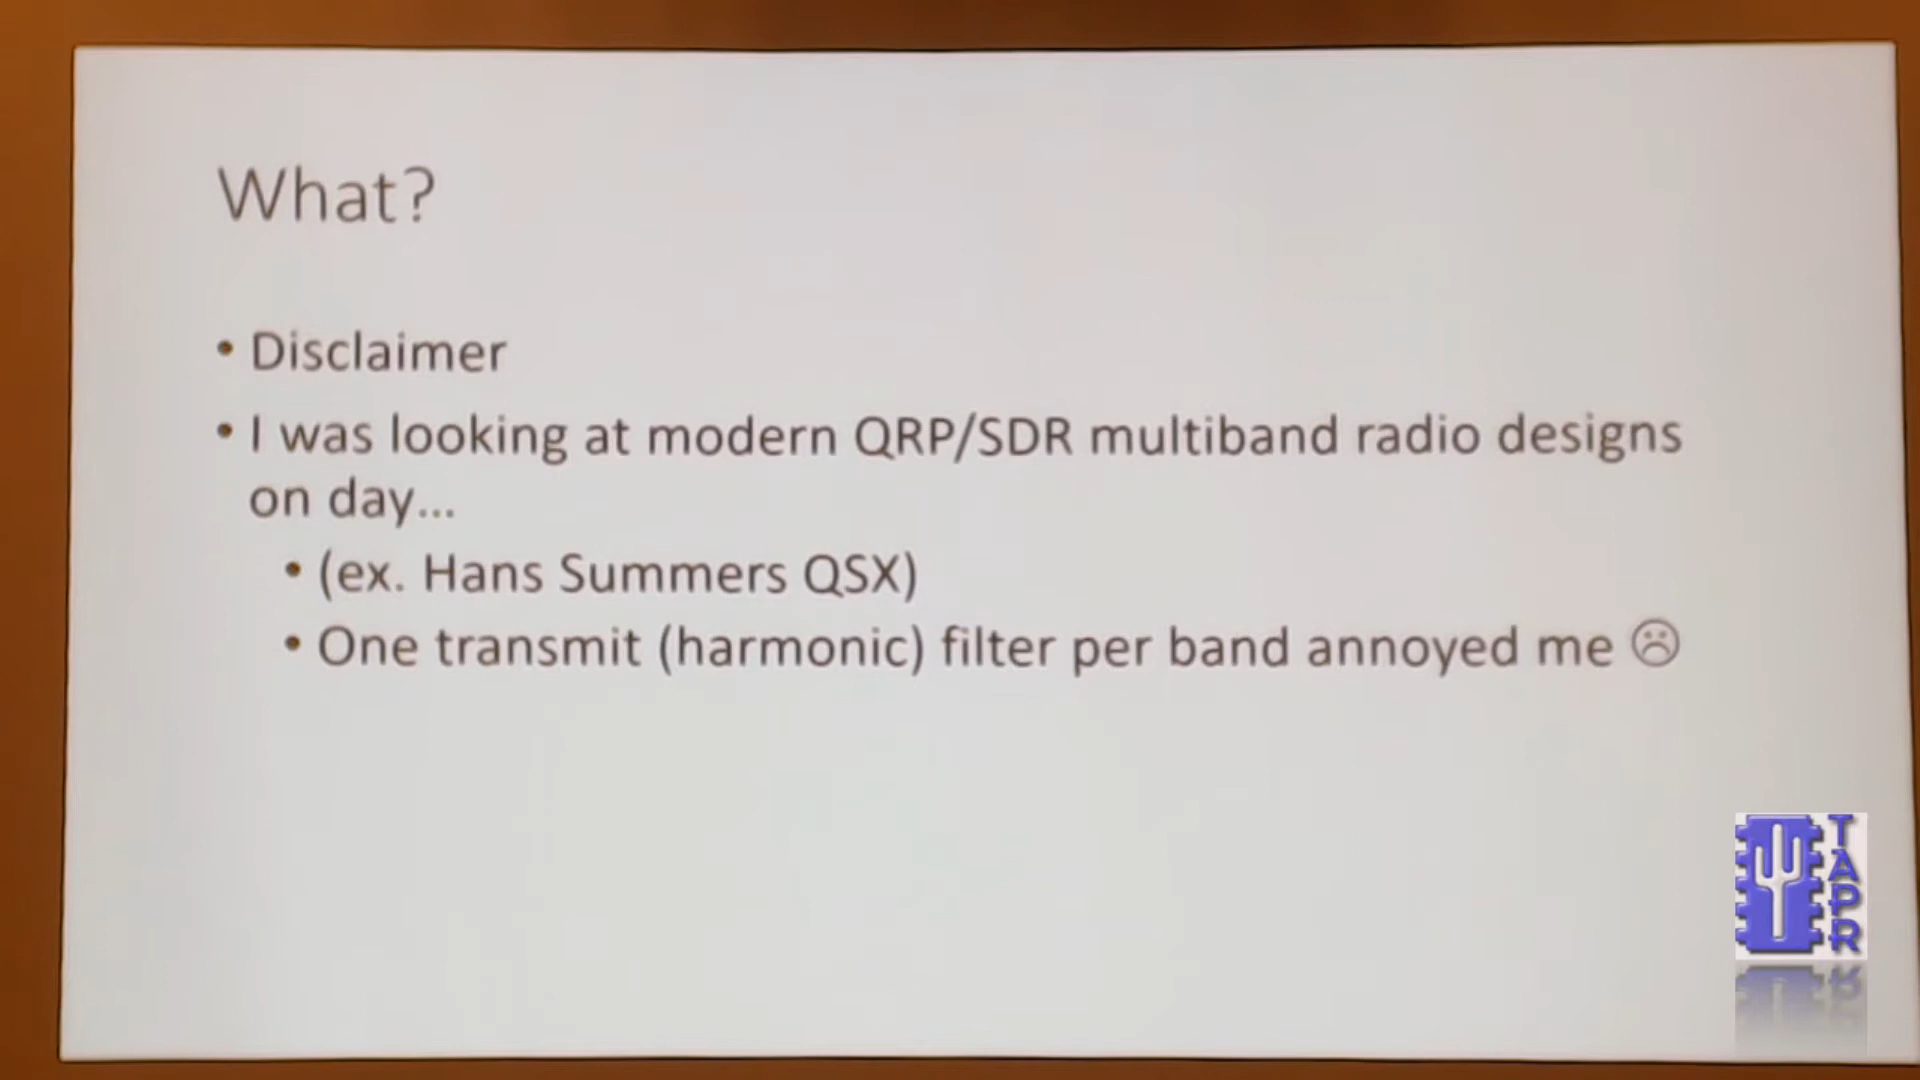 What?
• Disclaimer
• I was looking at modern QRP/SDR multiband radio designs
on day...
• (ex. Hans Summers QSX)
• One transmit (harmonic) filter per band annoyed me ☹
TAPR